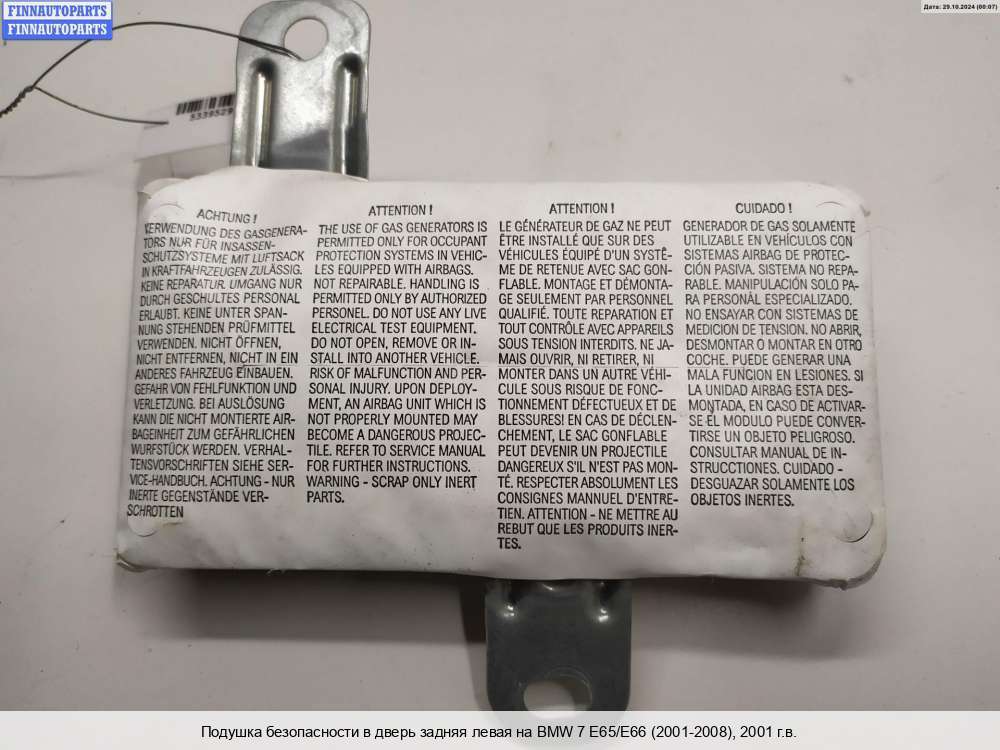 FINNAUTOPARTS
FINNAUTOPARTS
Дата: 29.10.2024 (00:07)
5339529
ACHTUNG !
VERWENDUNG DES GASGENERA-
TORS NUR FÜR INSASSEN-
SCHUTZSYSTEME MIT LUFTSACK
IN KRAFTFAHRZEUGEN ZULÄSSIG.
KEINE REPARATUR. UMGANG NUR
DURCH GESCHULTES PERSONAL
ERLAUBT. KEINE UNTER SPAN-
NUNG STEHENDEN PRÜFMITTEL
VERWENDEN. NICHT ÖFFNEN,
NICHT ENTFERNEN, NICHT IN EIN
ANDERES FAHRZEUG EINBAUEN.
GEFAHR VON FEHLFUNKTION UND
VERLETZUNG. BEI AUSLÖSUNG
KANN DIE NICHT MONTIERTE AIR-
BAGEINHEIT ZUM GEFÄHRLICHEN
WURFSTÜCK WERDEN. VERHAL-
TENSVORSCHRIFTEN SIEHE SER-
VICE-HANDBUCH. ACHTUNG - NUR
INERTE GEGENSTÄNDE VER-
SCHROTTEN
ATTENTION !
THE USE OF GAS GENERATORS IS
PERMITTED ONLY FOR OCCUPANT
PROTECTION SYSTEMS IN VEHIC-
LES EQUIPPED WITH AIRBAGS.
NOT REPAIRABLE. HANDLING IS
PERMITTED ONLY BY AUTHORIZED
PERSONEL. DO NOT USE ANY LIVE
ELECTRICAL TEST EQUIPMENT.
DO NOT OPEN, REMOVE OR IN-
STALL INTO ANOTHER VEHICLE.
RISK OF MALFUNCTION AND PER-
SONAL INJURY. UPON DEPLOY-
MENT, AN AIRBAG UNIT WHICH IS
NOT PROPERLY MOUNTED MAY
BECOME A DANGEROUS PROJEC-
TILE. REFER TO SERVICE MANUAL
FOR FURTHER INSTRUCTIONS.
WARNING - SCRAP ONLY INERT
PARTS.
ATTENTION !
LE GÉNÉRATEUR DE GAZ NE PEUT
ÊTRE INSTALLÉ QUE SUR DES
VÉHICULES ÉQUIPÉ D'UN SYSTÈ-
ME DE RETENUE AVEC SAC GON-
FLABLE. MONTAGE ET DÉMONTA-
GE SEULEMENT PAR PERSONNEL
QUALIFIÉ. TOUTE REPARATION ET
TOUT CONTRÔLE AVEC APPAREILS
SOUS TENSION INTERDITS. NE JA-
MAIS OUVRIR, NI RETIRER, NI
MONTER DANS UN AUTRE VÉHI-
CULE SOUS RISQUE DE FONC-
TIONNEMENT DÉFECTUEUX ET DE
BLESSURES! EN CAS DE DÉCLEN-
CHEMENT, LE SAC GONFLABLE
PEUT DEVENIR UN PROJECTILE
DANGEREUX S'IL N'EST PAS MON-
TÉ. RESPECTER ABSOLUMENT LES
CONSIGNES MANNUEL D'ENTRE-
TIEN. ATTENTION - NE METTRE AU
REBUT QUE LES PRODUITS INER-
TES.
CUIDADO !
GENERADOR DE GAS SOLAMENTE
UTILIZABLE EN VEHÍCULOS CON
SISTEMAS AIRBAG DE PROTEC-
CIÓN PASIVA. SISTEMA NO REPA-
RABLE. MANIPULACIÓN SOLO PA-
RA PERSONÁL ESPECIALIZADO.
NO ENSAYAR CON SISTEMAS DE
MEDICION DE TENSION. NO ABRIR,
DESMONTAR O MONTAR EN OTRO
COCHE. PUEDE GENERAR UNA
MALA FUNCION EN LESIONES. SI
LA UNIDAD AIRBAG ESTA DES-
MONTADA, EN CASO DE ACTIVAR-
SE EL MODULO PUEDE CONVER-
TIRSE UN OBJETO PELIGROSO.
CONSULTAR MANUAL DE IN-
STRUCCTIONES. CUIDADO -
DESGUAZAR SOLAMENTE LOS
OBJETOS INERTES.
Подушка безопасности в дверь задняя левая на BMW 7 E65/E66 (2001-2008), 2001 г.в.